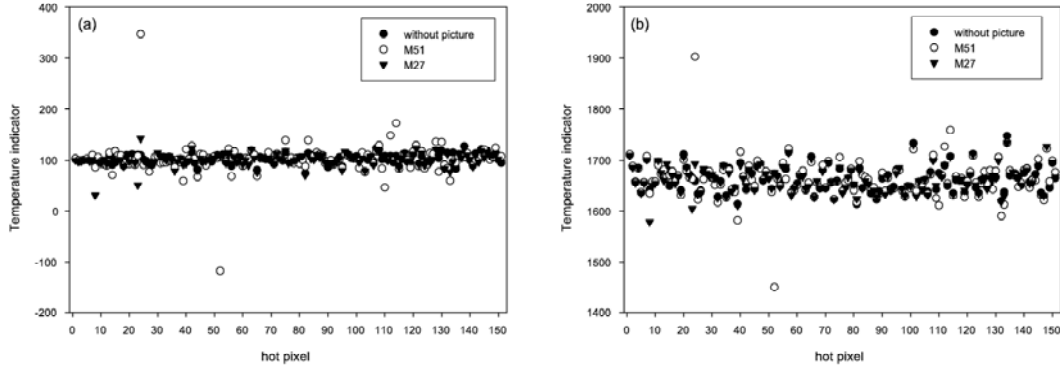 (a)
without picture
M51
M27
Temperature indicator
400
300
200
100
0
-100
-200
0 10 20 30 40 50 60 70 80 90 100 110 120 130 140 150
hot pixel
(b)
without picture
M51
M27
Temperature indicator
2000
1900
1800
1700
1600
1500
1400
0 10 20 30 40 50 60 70 80 90 100 110 120 130 140 150
hot pixel